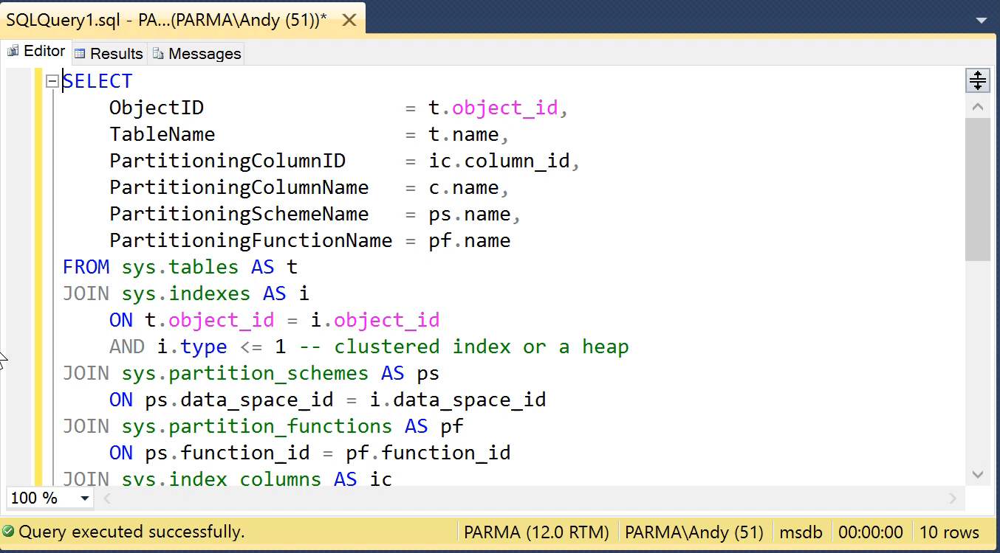 SQLQuery1.sql - PA...(PARMA\Andy (51))*
Editor Results Messages
SELECT
    ObjectID                 = t.object_id,
    TableName                = t.name,
    PartitioningColumnID     = ic.column_id,
    PartitioningColumnName   = c.name,
    PartitioningSchemeName   = ps.name,
    PartitioningFunctionName = pf.name
FROM sys.tables AS t
JOIN sys.indexes AS i
    ON t.object_id = i.object_id
    AND i.type <= 1 -- clustered index or a heap
JOIN sys.partition_schemes AS ps
    ON ps.data_space_id = i.data_space_id
JOIN sys.partition_functions AS pf
    ON ps.function_id = pf.function_id
JOIN sys.index_columns AS ic
100 %
Query executed successfully. PARMA (12.0 RTM) PARMA\Andy (51) msdb 00:00:00 10 rows